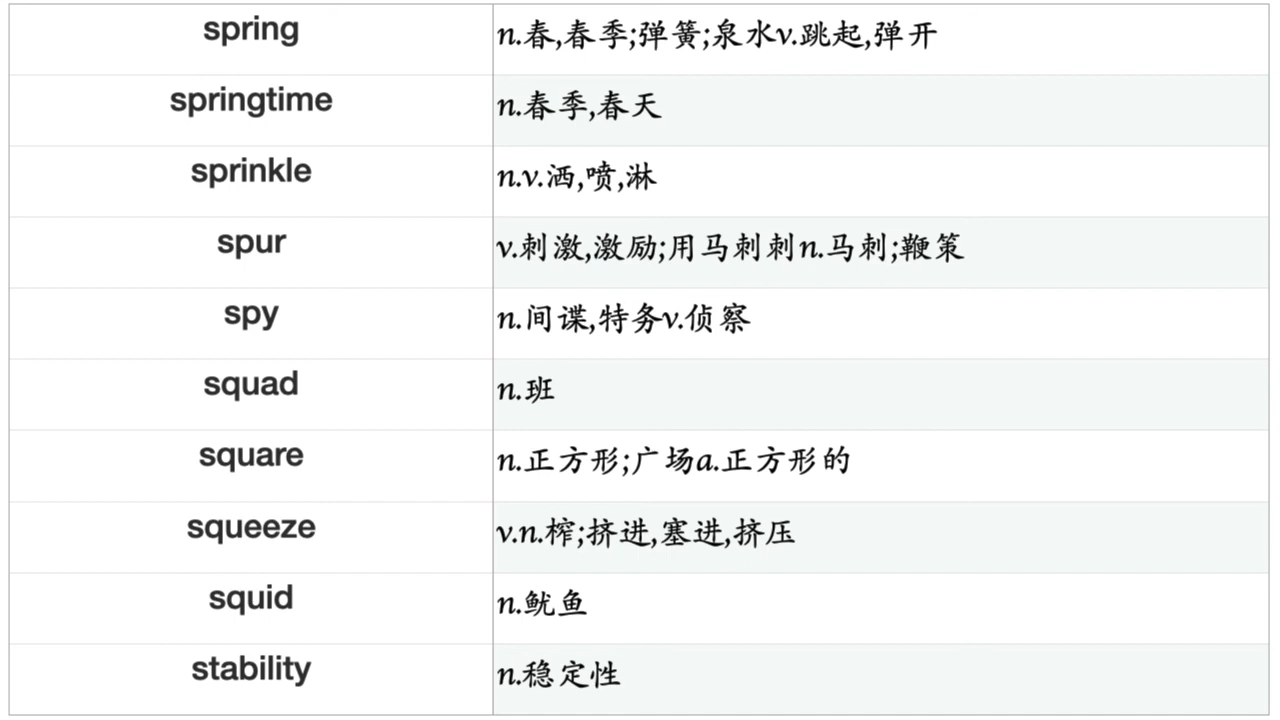 spring n.春,春季;弹簧;泉水v.跳起,弹开
springtime n.春季,春天
sprinkle n.v.洒,喷,淋
spur v.刺激,激励;用马刺刺n.马刺;鞭策
spy n.间谍,特务v.侦察
squad n.班
square n.正方形;广场a.正方形的
squeeze v.n.榨;挤进,塞进,挤压
squid n.鱿鱼
stability n.稳定性